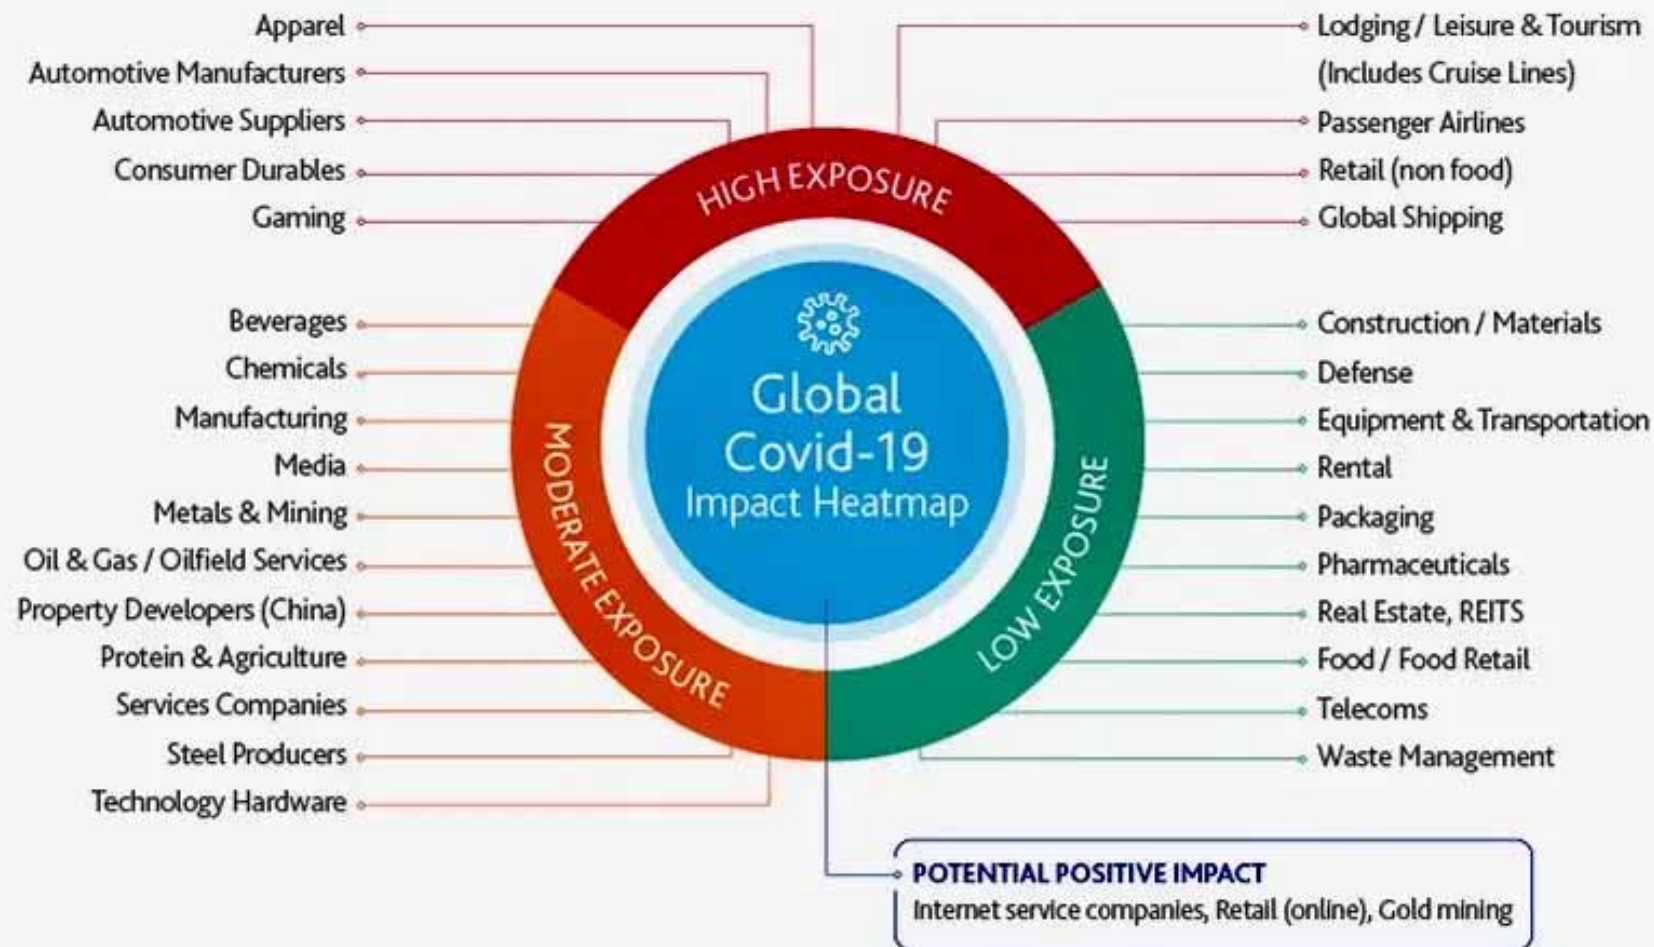 Apparel
Automotive Manufacturers
Automotive Suppliers
Consumer Durables
Gaming
Lodging / Leisure & Tourism
(Includes Cruise Lines)
Passenger Airlines
Retail (non food)
Global Shipping
HIGH EXPOSURE
Beverages
Chemicals
Manufacturing
Media
Metals & Mining
Oil & Gas / Oilfield Services
Property Developers (China)
Protein & Agriculture
Services Companies
Steel Producers
Technology Hardware
MODERATE EXPOSURE
Global
Covid-19
Impact Heatmap
LOW EXPOSURE
Construction / Materials
Defense
Equipment & Transportation
Rental
Packaging
Pharmaceuticals
Real Estate, REITS
Food / Food Retail
Telecoms
Waste Management
POTENTIAL POSITIVE IMPACT
Internet service companies, Retail (online), Gold mining